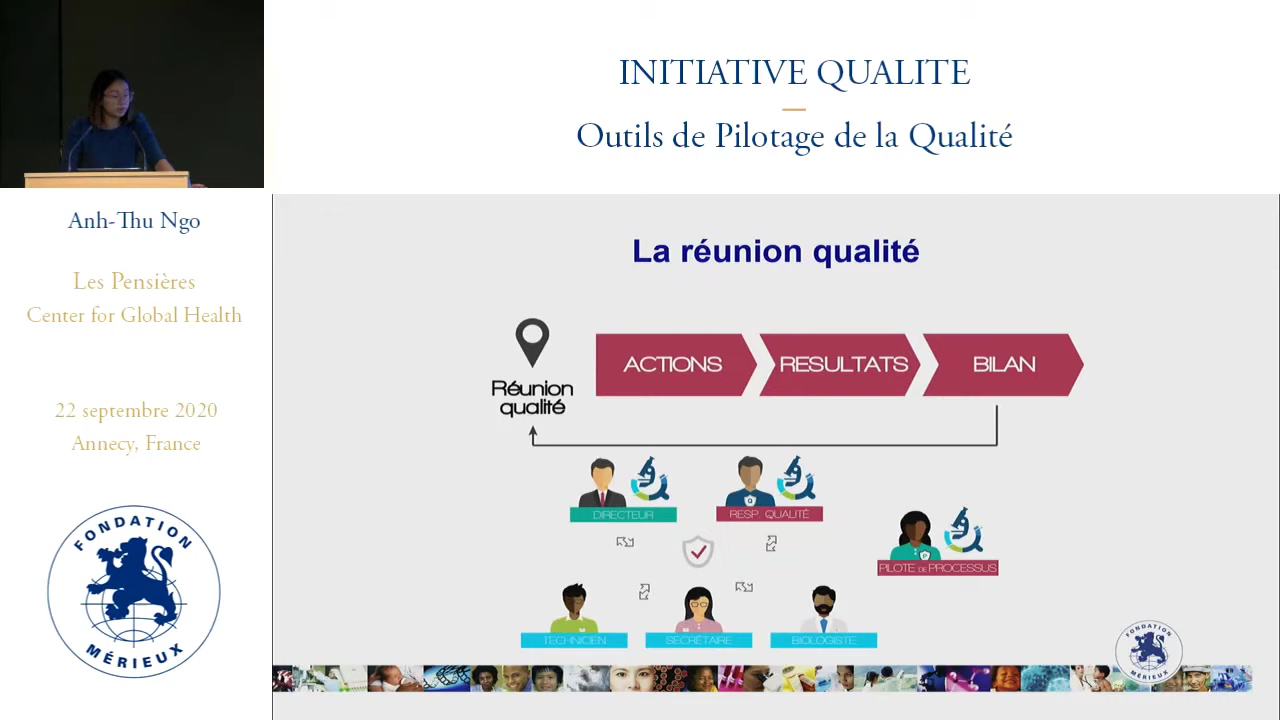 INITIATIVE QUALITE
Outils de Pilotage de la Qualité
Anh-Thu Ngo
Les Pensières
Center for Global Health
22 septembre 2020
Annecy, France
FONDATION
MÉRIEUX
La réunion qualité
Réunion
qualité
ACTIONS
RESULTATS
BILAN
DIRECTEUR
RESP. QUALITÉ
PILOTE DE PROCESSUS
TECHNICIEN
SECRÉTAIRE
BIOLOGISTE
FONDATION
MÉRIEUX